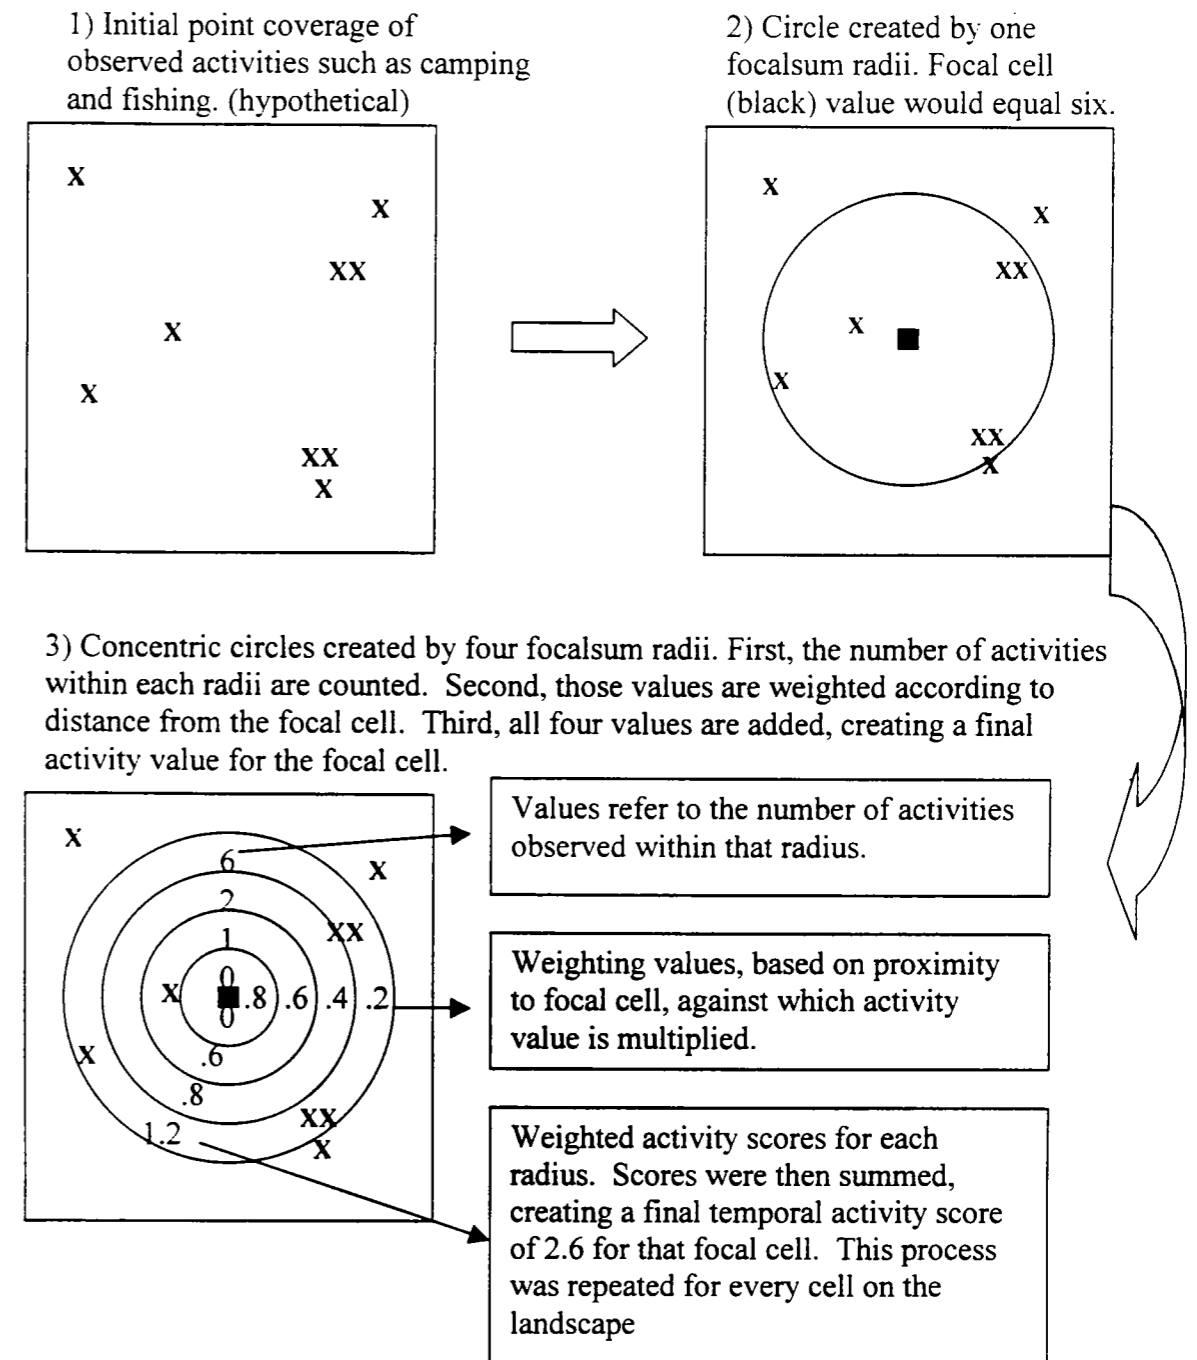 1) Initial point coverage of
observed activities such as camping
and fishing. (hypothetical)
X
X
XX
X
X
XX
X
2) Circle created by one
focalsum radii. Focal cell
(black) value would equal six.
X
X
XX
X
X
XX
X
3) Concentric circles created by four focalsum radii. First, the number of activities
within each radii are counted. Second, those values are weighted according to
distance from the focal cell. Third, all four values are added, creating a final
activity value for the focal cell.
X
6
X
2
XX
1
0
X .8 .6 .4 .2
0
X
.6
.8
XX
1.2
X
Values refer to the number of activities
observed within that radius.
Weighting values, based on proximity
to focal cell, against which activity
value is multiplied.
Weighted activity scores for each
radius. Scores were then summed,
creating a final temporal activity score
of 2.6 for that focal cell. This process
was repeated for every cell on the
landscape